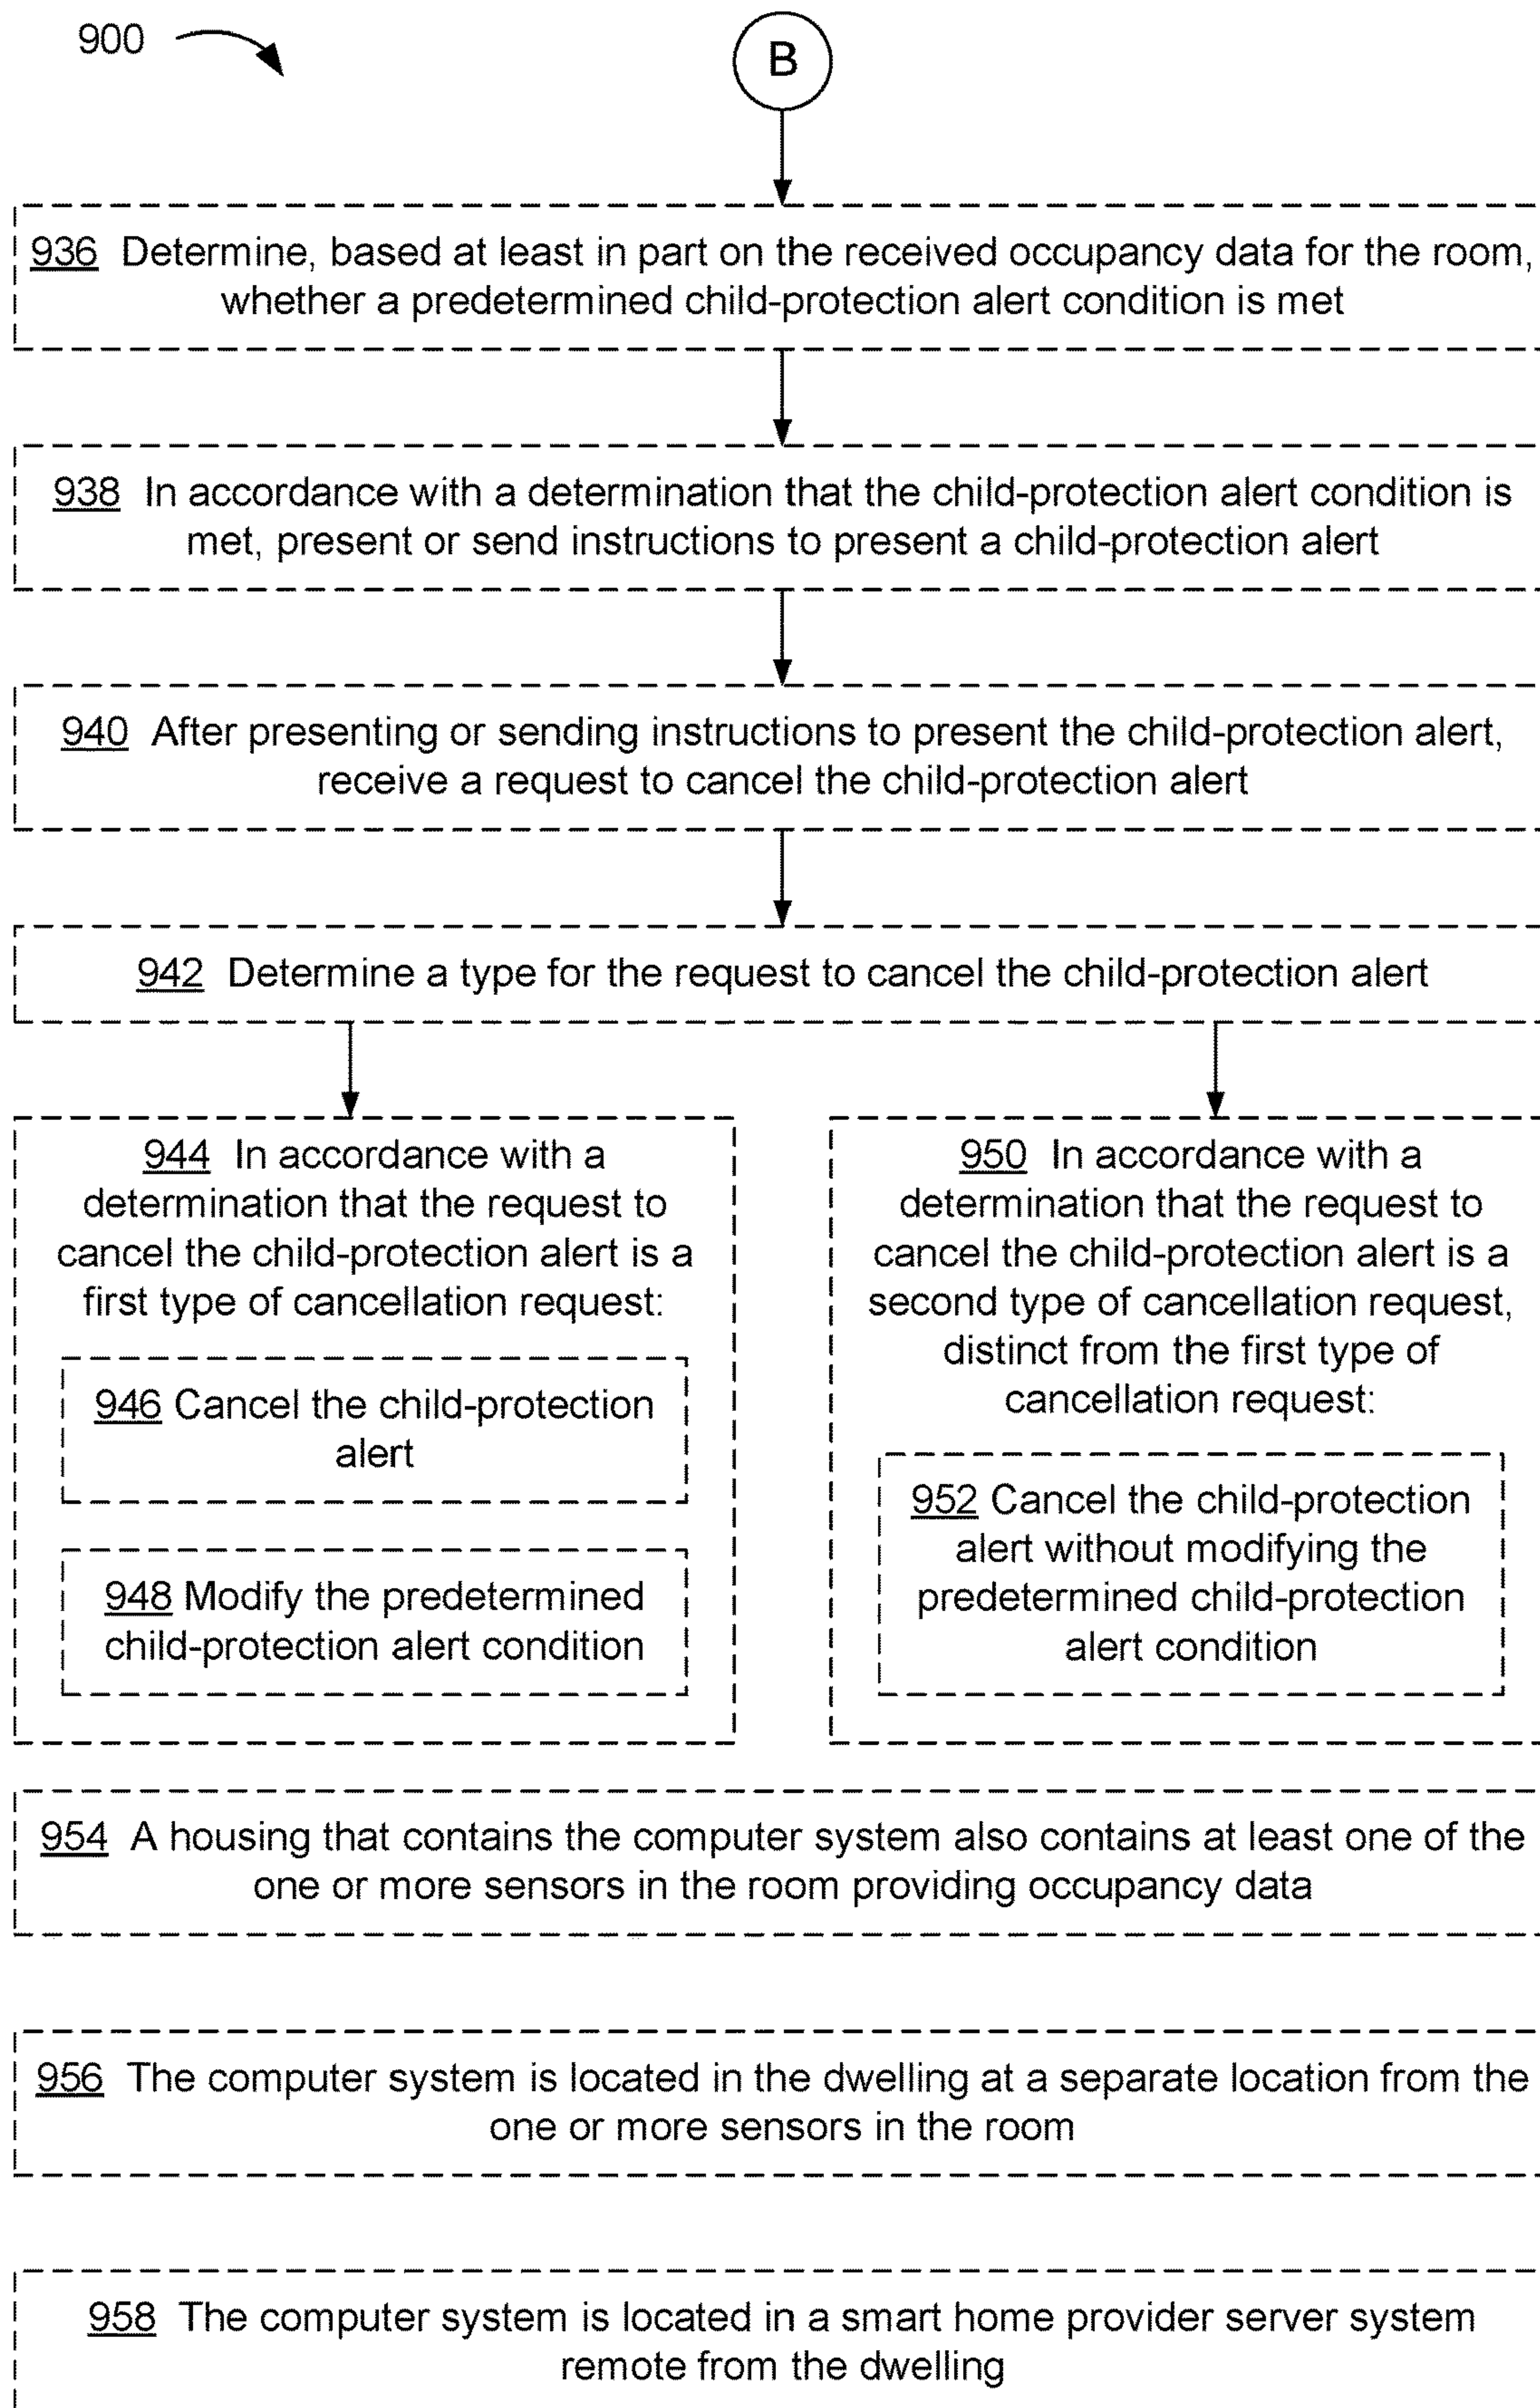 900
B
936 Determine, based at least in part on the received occupancy data for the room,
whether a predetermined child-protection alert condition is met
938 In accordance with a determination that the child-protection alert condition is
met, present or send instructions to present a child-protection alert
940 After presenting or sending instructions to present the child-protection alert,
receive a request to cancel the child-protection alert
942 Determine a type for the request to cancel the child-protection alert
944 In accordance with a
determination that the request to
cancel the child-protection alert is a
first type of cancellation request:
946 Cancel the child-protection
alert
948 Modify the predetermined
child-protection alert condition
950 In accordance with a
determination that the request to
cancel the child-protection alert is a
second type of cancellation request,
distinct from the first type of
cancellation request:
952 Cancel the child-protection
alert without modifying the
predetermined child-protection
alert condition
954 A housing that contains the computer system also contains at least one of the
one or more sensors in the room providing occupancy data
956 The computer system is located in the dwelling at a separate location from the
one or more sensors in the room
958 The computer system is located in a smart home provider server system
remote from the dwelling